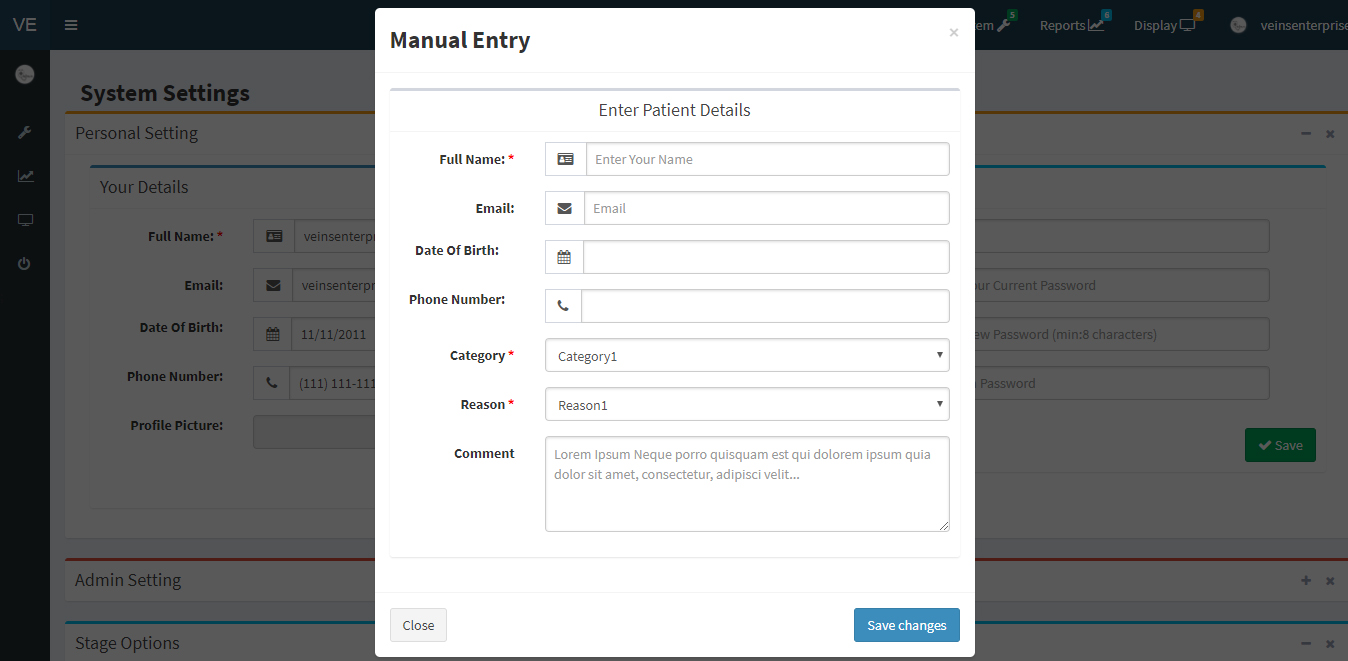 VE
em 5
Reports 6
Display 4
veinsenterprise
Manual Entry
×
System Settings
Personal Setting
Enter Patient Details
Your Details
Full Name: *
Enter Your Name
Email:
Email
Date Of Birth:
Phone Number:
Category *
Category1
Reason *
Reason1
Comment
Lorem Ipsum Neque porro quisquam est qui dolorem ipsum quia
dolor sit amet, consectetur, adipisci velit...
Full Name: *
veinsenterpr
Email:
veinsenterpr
Date Of Birth:
11/11/2011
Phone Number:
(111) 111-111
Profile Picture:
ur Current Password
ew Password (min:8 characters)
Password
Save
Admin Setting
Stage Options
Close
Save changes